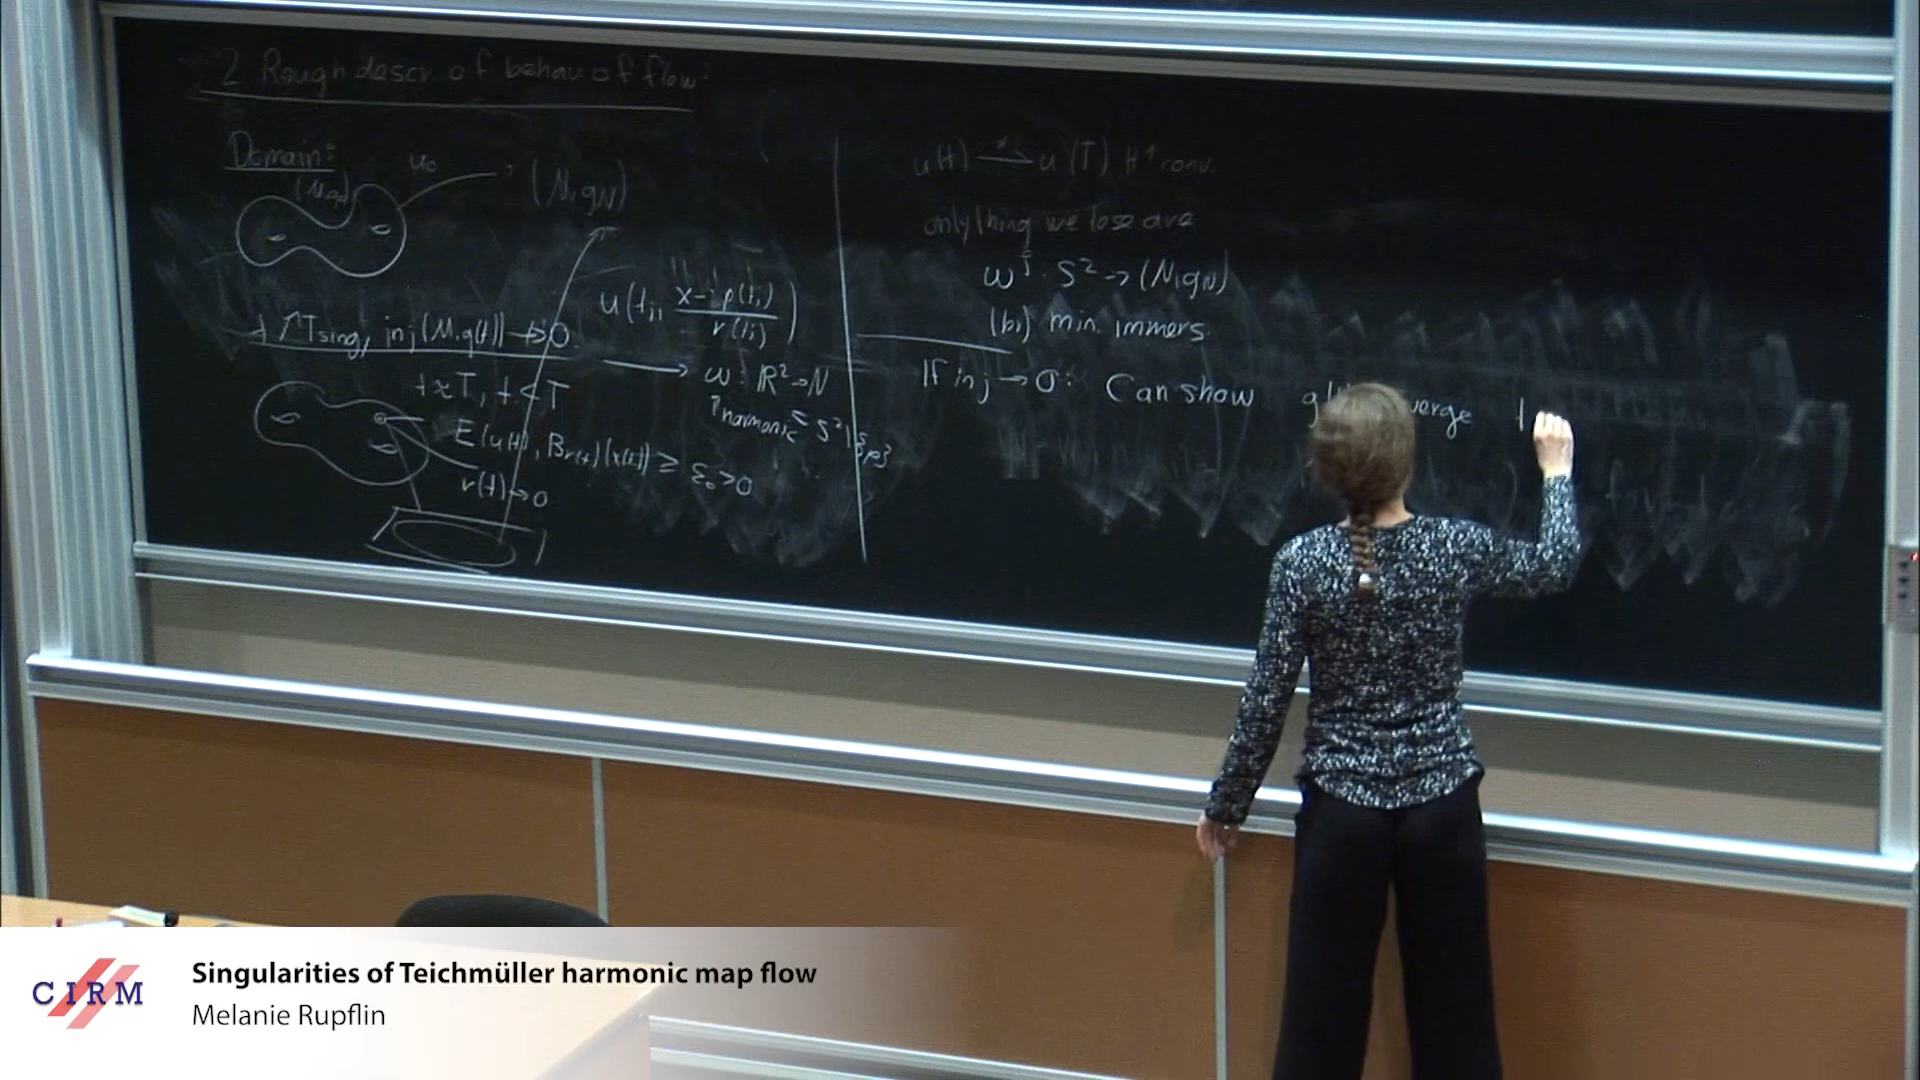 2 Rough descr. of behav of flow:
Domain:
(M,g₀)
u₀
(N,g_N)
t ↗ T_sing, inj(M,g(t)) ↛ 0
t≈T, t<T
E(u(t), B_r(t)(x(t))) ≥ ε₀ > 0
r(t) → 0
u(t_i, (x - p(t_i)) / r(t_i))
→ ω : ℝ² → N
↑ harmonic
S² \ {p}
u(t) ⇀ u(T) H¹ conv.
only thing we lose are
ω^j : S² → (N,g_N)
(br) min. immers.
If inj → 0: Can show
CIRM
Singularities of Teichmüller harmonic map flow
Melanie Rupflin